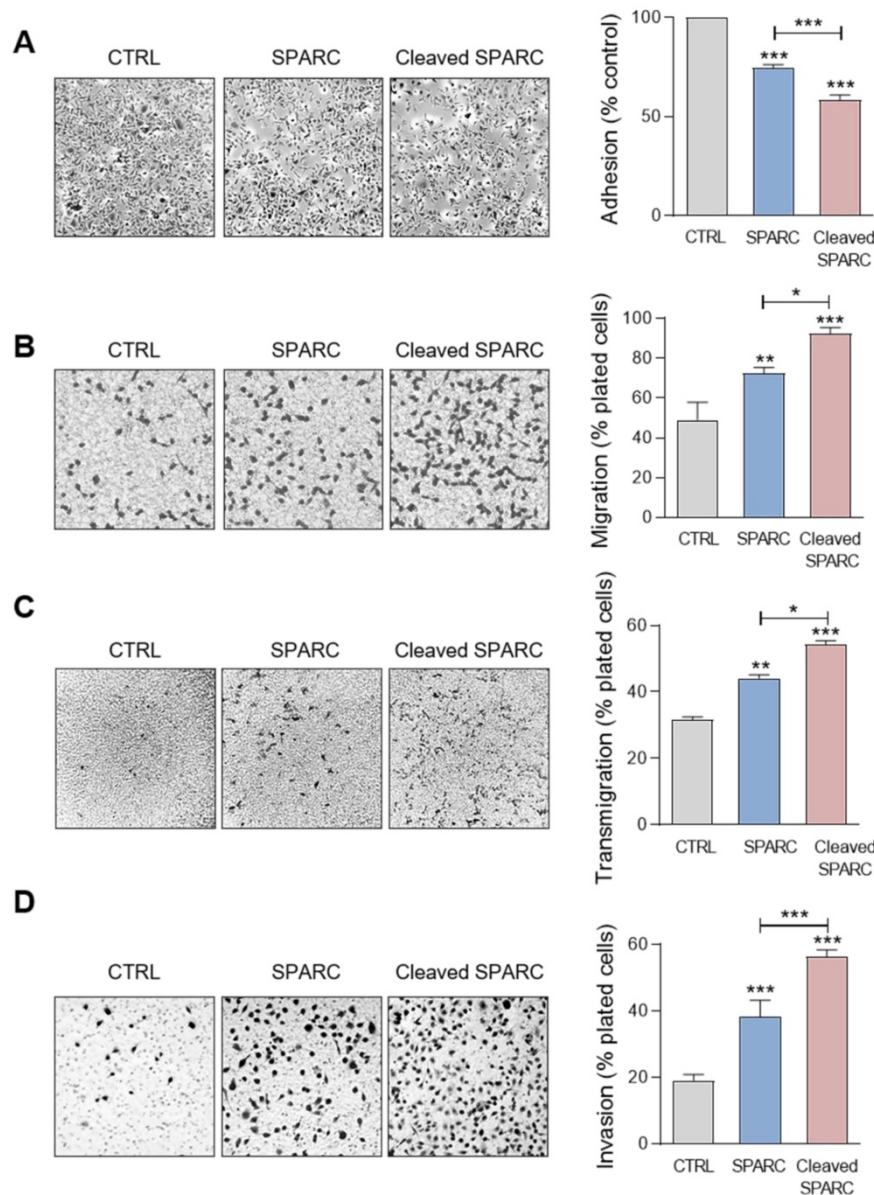 A
CTRL
SPARC
Cleaved SPARC
Adhesion (% control)
100
50
0
***
***
***
CTRL
SPARC
Cleaved
SPARC
B
CTRL
SPARC
Cleaved SPARC
Migration (% plated cells)
100
80
60
40
20
0
*
**
***
CTRL
SPARC
Cleaved
SPARC
C
CTRL
SPARC
Cleaved SPARC
Transmigration (% plated cells)
60
40
20
0
*
**
***
CTRL
SPARC
Cleaved
SPARC
D
CTRL
SPARC
Cleaved SPARC
Invasion (% plated cells)
60
40
20
0
***
***
***
CTRL
SPARC
Cleaved
SPARC